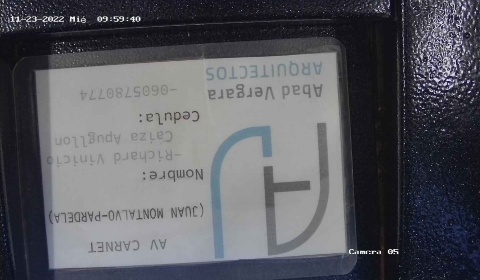 11-23-2022 Mié 09:59:40
Abad Vergara
ARQUITECTOS
AV CARNET
(JUAN MONTALVO-PARDELA)
Nombre:
-Richard Vinicio
Caiza Apugllon
Cedula:
-0605780774
Camera 05